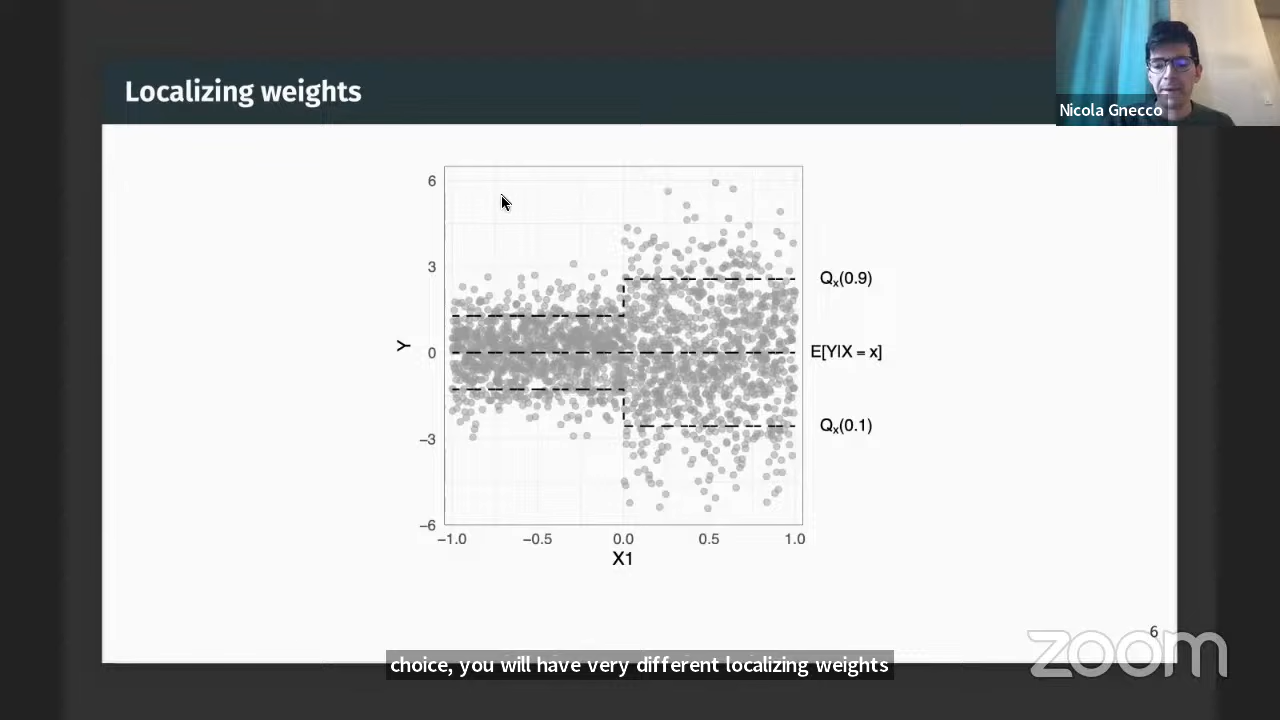 Localizing weights
Nicola Gnecco
6
3
0
−3
−6
Y
Qx(0.9)
E[Y|X = x]
Qx(0.1)
−1.0 −0.5 0.0 0.5 1.0
X1
6
zoom
choice, you will have very different localizing weights